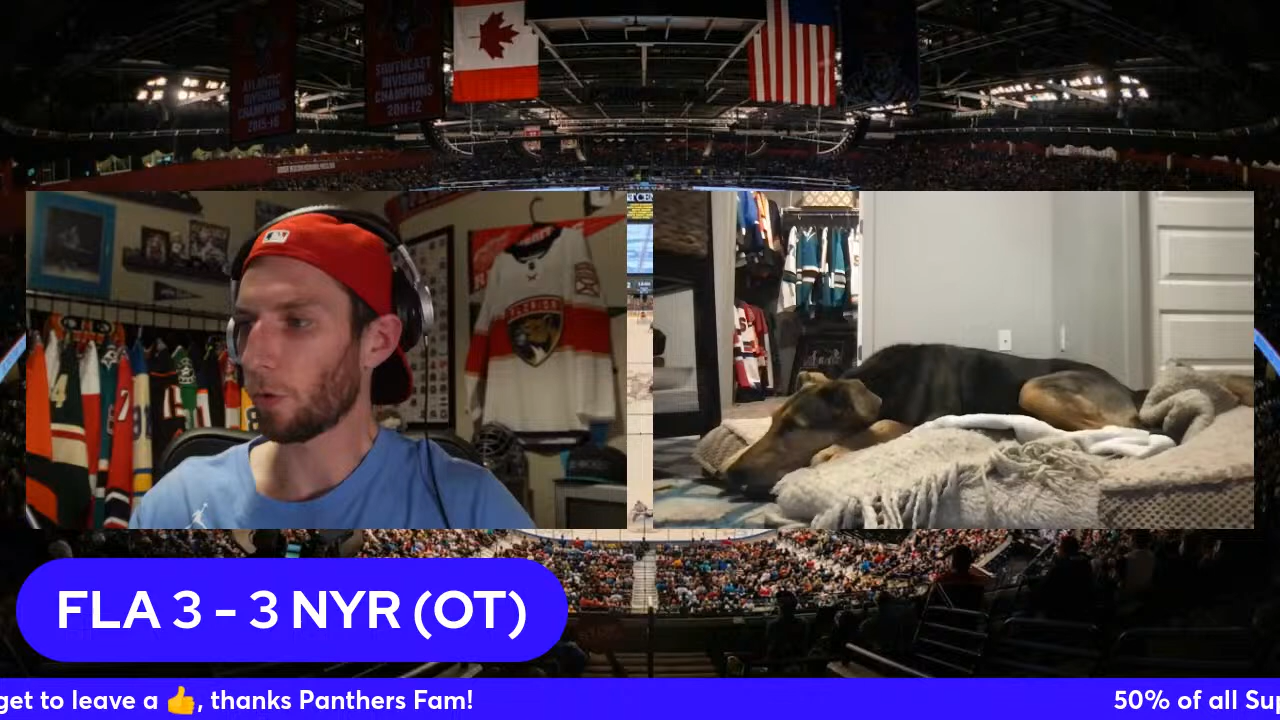 ATLANTIC
DIVISION
CHAMPIONS
2015-16
SOUTHEAST
DIVISION
CHAMPIONS
2011-12
FLORIDA
FLA 3 - 3 NYR (OT)
get to leave a 👍, thanks Panthers Fam!
50% of all Sup